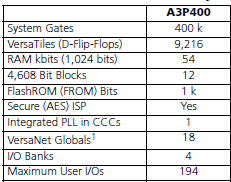 A3P400
System Gates 400 k
VersaTiles (D-Flip-Flops) 9,216
RAM kbits (1,024 bits) 54
4,608 Bit Blocks 12
FlashROM (FROM) Bits 1 k
Secure (AES) ISP Yes
Integrated PLL in CCCs 1
VersaNet Globals1 18
I/O Banks 4
Maximum User I/Os 194